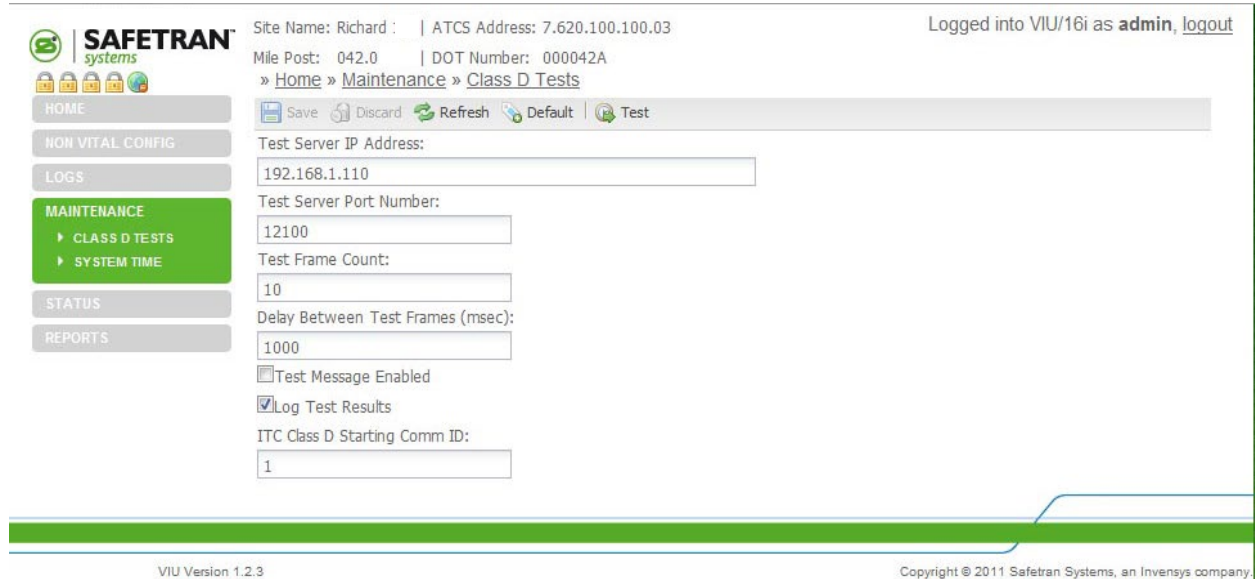 SAFETRAN
systems
Site Name: Richard | ATCS Address: 7.620.100.100.03
Logged into VIU/16i as admin, logout
Mile Post: 042.0 | DOT Number: 000042A
» Home » Maintenance » Class D Tests
HOME
NON VITAL CONFIG
LOGS
MAINTENANCE
CLASS D TESTS
SYSTEM TIME
STATUS
REPORTS
Save Discard Refresh Default | Test
Test Server IP Address:
192.168.1.110
Test Server Port Number:
12100
Test Frame Count:
10
Delay Between Test Frames (msec):
1000
Test Message Enabled
Log Test Results
ITC Class D Starting Comm ID:
1
VIU Version 1.2.3
Copyright © 2011 Safetran Systems, an Invensys company.